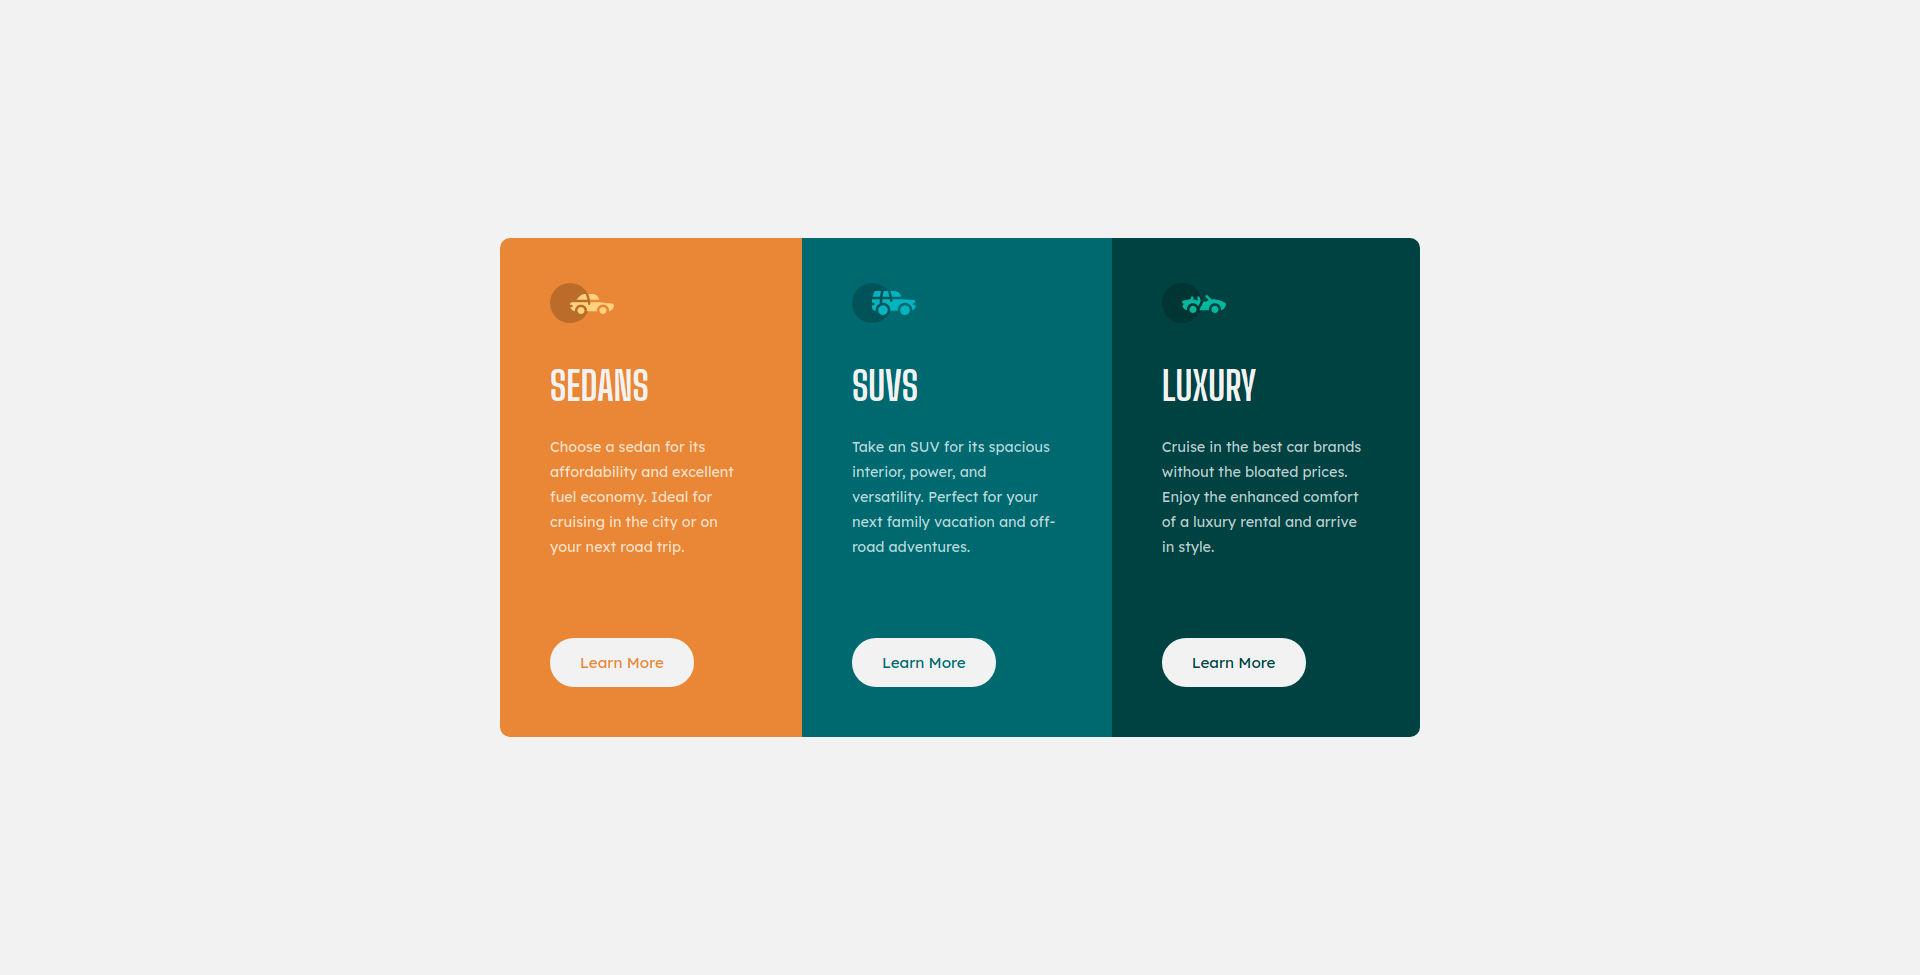 SEDANS
Choose a sedan for its
affordability and excellent
fuel economy. Ideal for
cruising in the city or on
your next road trip.
Learn More
SUVS
Take an SUV for its spacious
interior, power, and
versatility. Perfect for your
next family vacation and off-
road adventures.
Learn More
LUXURY
Cruise in the best car brands
without the bloated prices.
Enjoy the enhanced comfort
of a luxury rental and arrive
in style.
Learn More